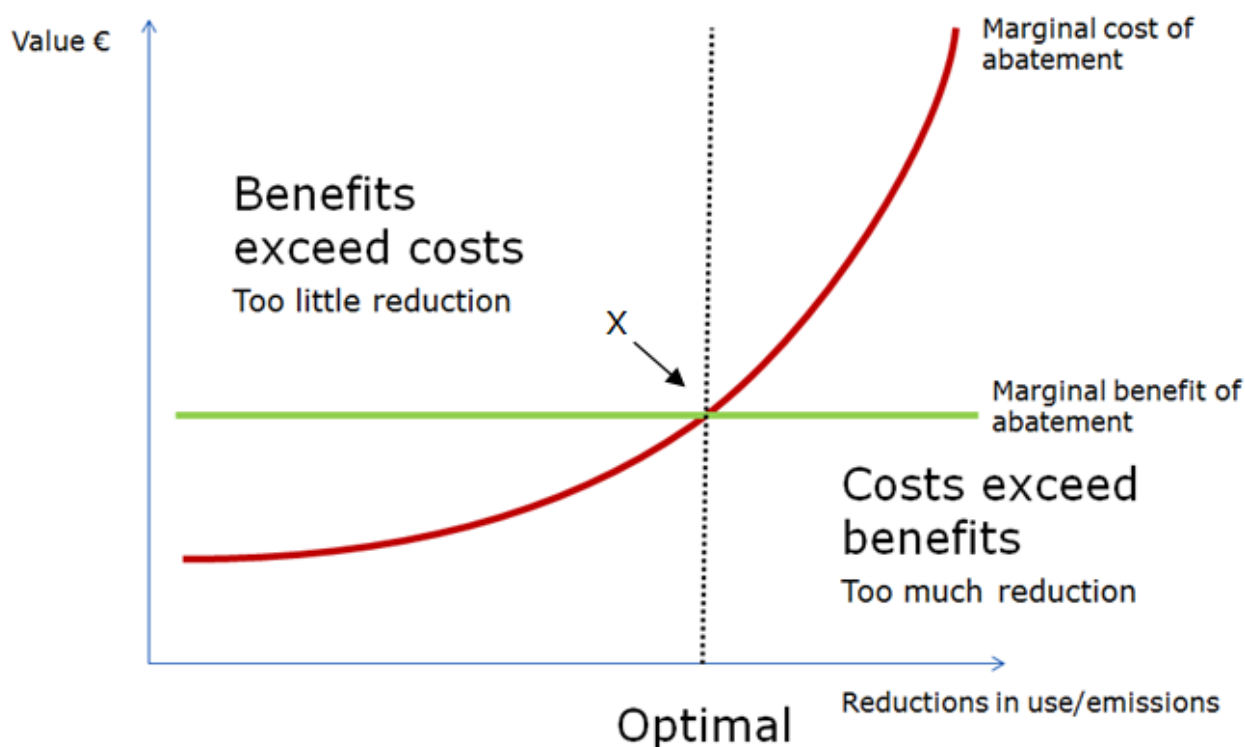 Value €
Marginal cost of
abatement
Benefits
exceed costs
Too little reduction
X
Marginal benefit of
abatement
Costs exceed
benefits
Too much reduction
Reductions in use/emissions
Optimal